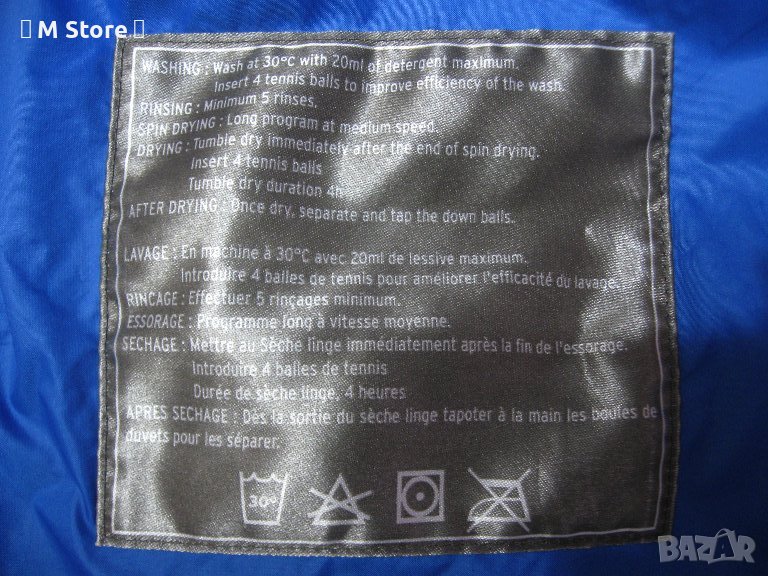 M Store
WASHING : Wash at 30°C with 20ml of detergent maximum.
Insert 4 tennis balls to improve efficiency of the wash.
RINSING : Minimum 5 rinses.
SPIN DRYING : Long program at medium speed.
DRYING : Tumble dry immediately after the end of spin drying.
Insert 4 tennis balls
Tumble dry duration 4h
AFTER DRYING : Once dry, separate and tap the down balls.
LAVAGE : En machine à 30°C avec 20ml de lessive maximum.
Introduire 4 balles de tennis pour améliorer l'efficacité du lavage.
RINCAGE : Effectuer 5 rinçages minimum.
ESSORAGE : Programme long à vitesse moyenne.
SECHAGE : Mettre au Sèche linge immédiatement après la fin de l'essorage.
Introduire 4 balles de tennis
Durée de sèche linge, 4 heures
APRES SECHAGE : Dès la sortie du sèche linge tapoter à la main les boules de
duvets pour les séparer.
30°
BAZAR